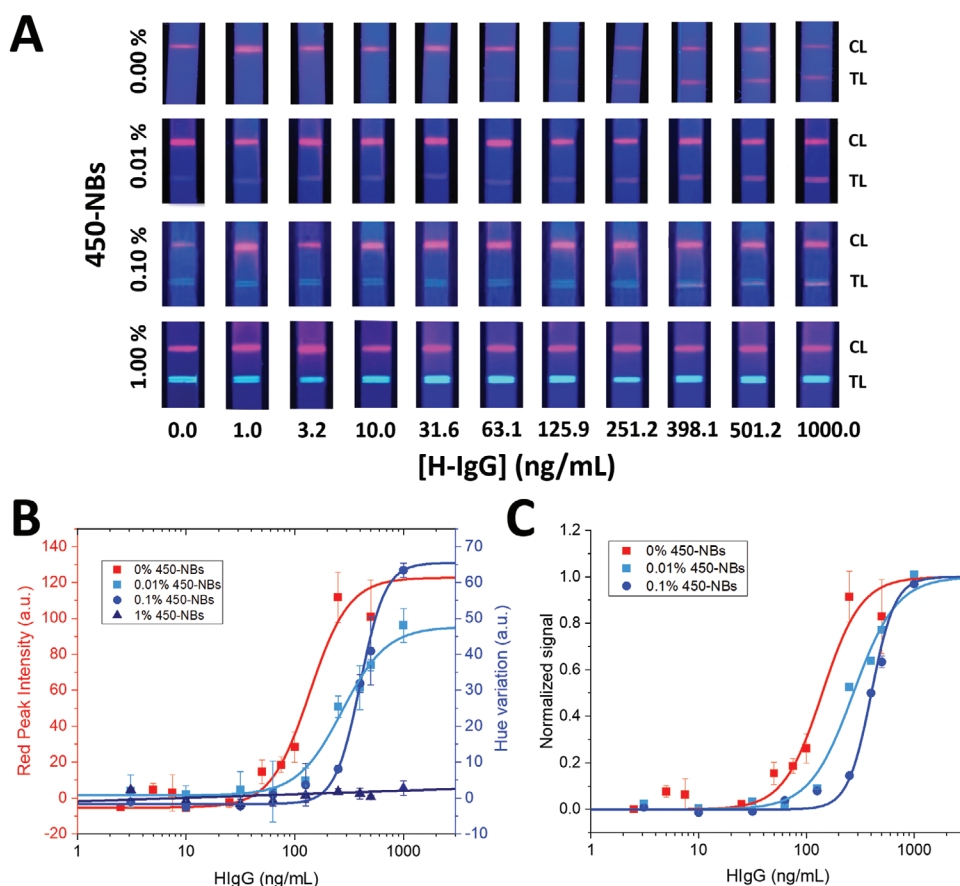 A
450-NBs
0.00 %
CL
TL
0.01 %
CL
TL
0.10 %
CL
TL
1.00 %
CL
TL
0.0 1.0 3.2 10.0 31.6 63.1 125.9 251.2 398.1 501.2 1000.0
[H-IgG] (ng/mL)
B
Red Peak Intensity (a.u.)
140
120
100
80
60
40
20
0
-20
0% 450-NBs
0.01% 450-NBs
0.1% 450-NBs
1% 450-NBs
70
60
50
40
30
20
10
0
-10
Hue variation (a.u.)
1 10 100 1000
HIgG (ng/mL)
C
Normalized signal
1.2
1.0
0.8
0.6
0.4
0.2
0.0
0% 450-NBs
0.01% 450-NBs
0.1% 450-NBs
1 10 100 1000
HIgG (ng/mL)